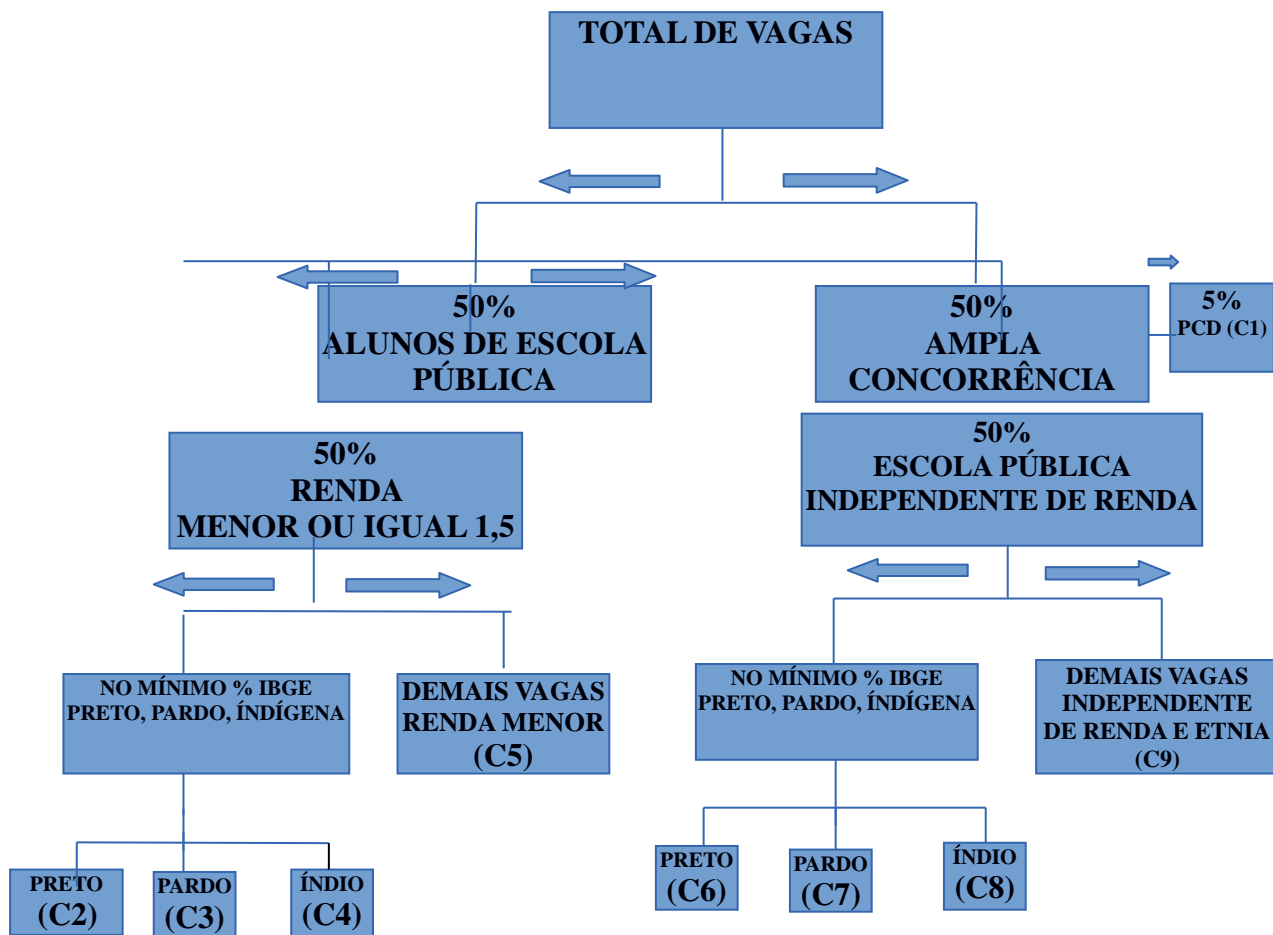 TOTAL DE VAGAS
50%
ALUNOS DE ESCOLA
PÚBLICA
50%
AMPLA
CONCORRÊNCIA
5%
PCD (C1)
50%
RENDA
MENOR OU IGUAL 1,5
50%
ESCOLA PÚBLICA
INDEPENDENTE DE RENDA
NO MÍNIMO % IBGE
PRETO, PARDO, ÍNDÍGENA
DEMAIS VAGAS
RENDA MENOR
(C5)
NO MÍNIMO % IBGE
PRETO, PARDO, ÍNDÍGENA
DEMAIS VAGAS
INDEPENDENTE
DE RENDA E ETNIA
(C9)
PRETO
(C2)
PARDO
(C3)
ÍNDIO
(C4)
PRETO
(C6)
PARDO
(C7)
ÍNDIO
(C8)